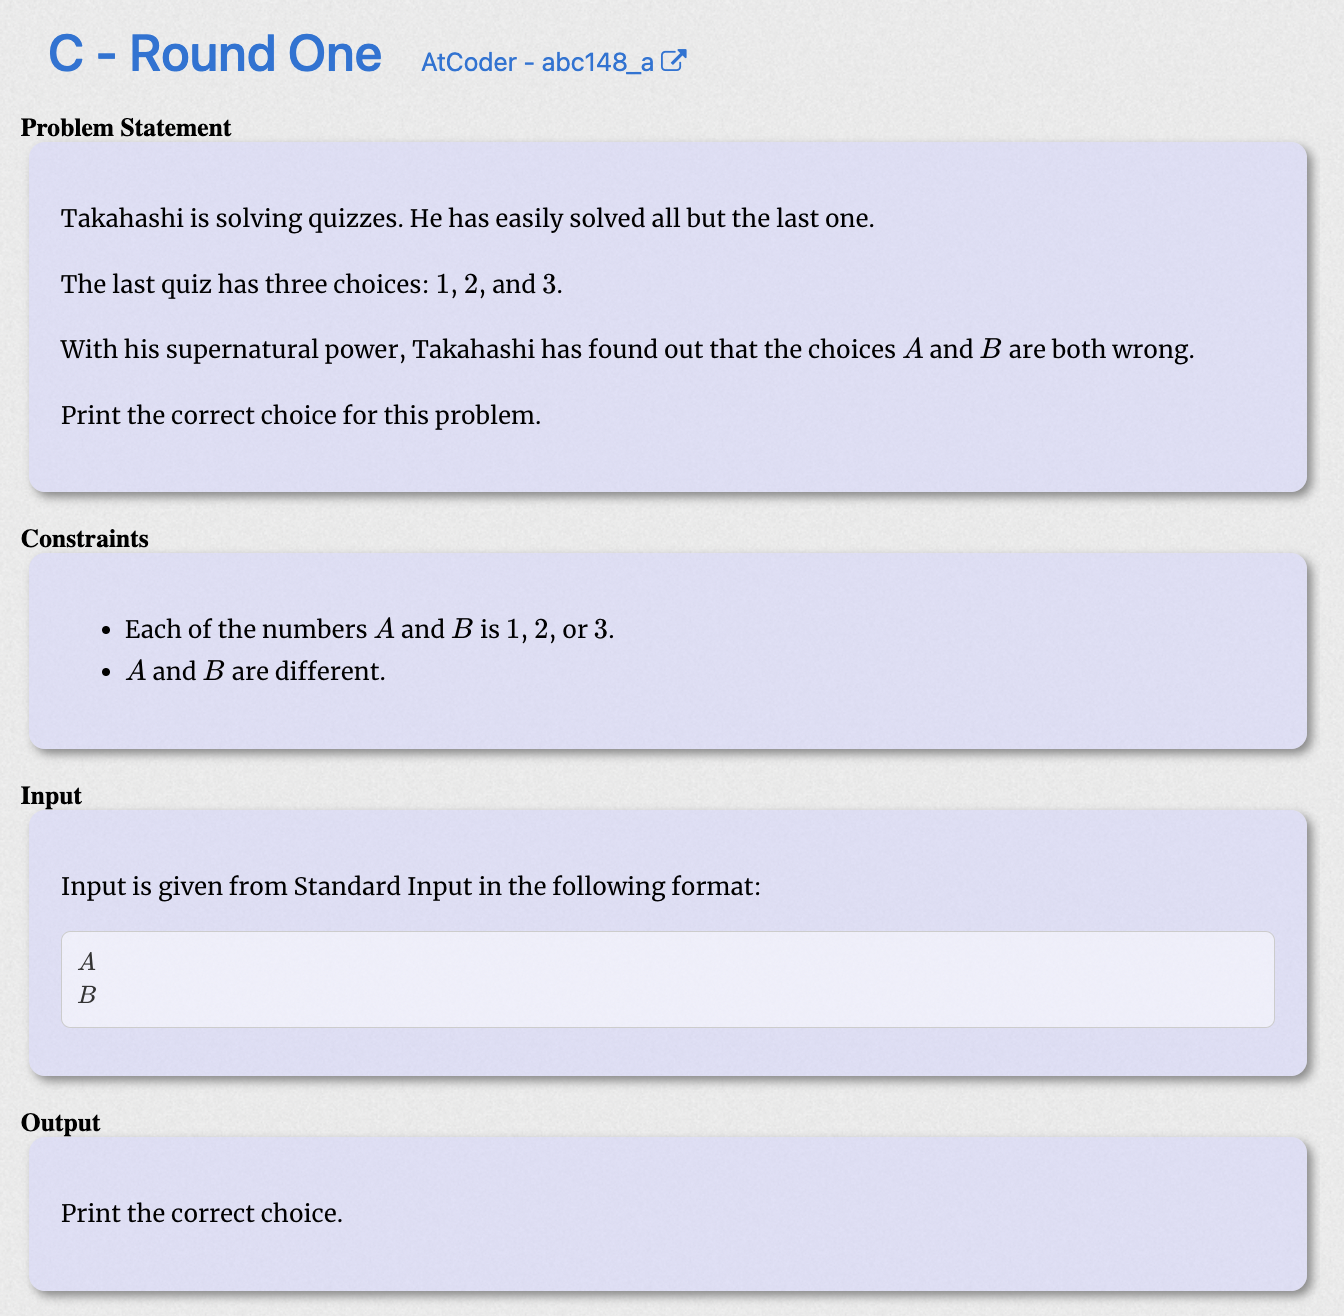 C - Round One AtCoder - abc148_a
Problem Statement
Takahashi is solving quizzes. He has easily solved all but the last one.
The last quiz has three choices: 1, 2, and 3.
With his supernatural power, Takahashi has found out that the choices A and B are both wrong.
Print the correct choice for this problem.
Constraints
• Each of the numbers A and B is 1, 2, or 3.
• A and B are different.
Input
Input is given from Standard Input in the following format:
A
B
Output
Print the correct choice.